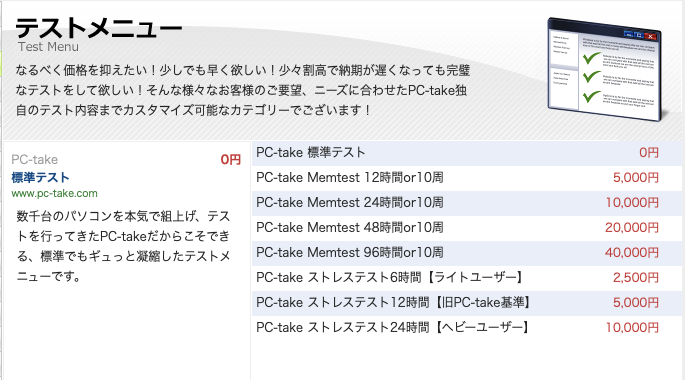 テストメニュー
Test Menu
なるべく価格を抑えたい！少しでも早く欲しい！少々割高で納期が遅くなっても完璧
なテストをして欲しい！そんな様々なお客様のご要望、ニーズに合わせたPC-take独
自のテスト内容までカスタマイズ可能なカテゴリーでございます！
PC-take 0円
標準テスト
www.pc-take.com
数千台のパソコンを本気で組上げ、テス
トを行ってきたPC-takeだからこそでき
る、標準でもギュっと凝縮したテストメ
ニューです。
PC-take 標準テスト 0円
PC-take Memtest 12時間or10周 5,000円
PC-take Memtest 24時間or10周 10,000円
PC-take Memtest 48時間or10周 20,000円
PC-take Memtest 96時間or10周 40,000円
PC-take ストレステスト6時間【ライトユーザー】 2,500円
PC-take ストレステスト12時間【旧PC-take基準】 5,000円
PC-take ストレステスト24時間【ヘビーユーザー】 10,000円